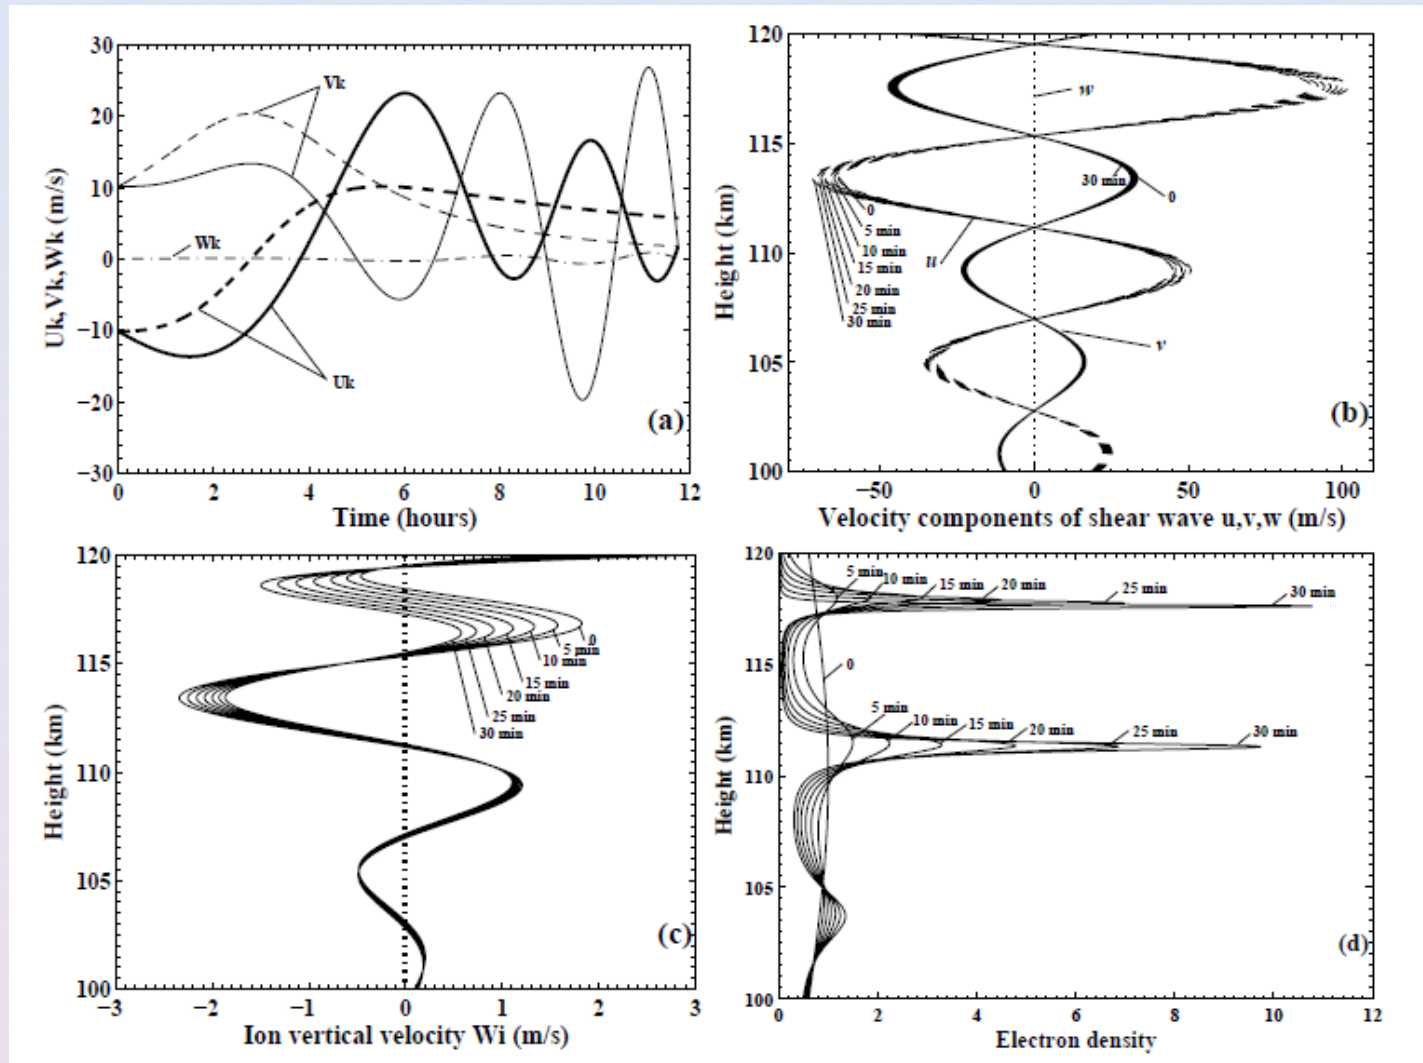 30
20
10
0
−10
−20
−30
Uk,Vk,Wk (m/s)
Vk
Wk
Uk
(a)
0 2 4 6 8 10 12
Time (hours)
120
115
110
105
100
Height (km)
w
30 min
0
0
5 min
10 min
15 min
20 min
25 min
30 min
u
v
(b)
−50 0 50 100
Velocity components of shear wave u,v,w (m/s)
120
115
110
105
100
Height (km)
0
5 min
10 min
15 min
20 min
25 min
30 min
(c)
−3 −2 −1 0 1 2 3
Ion vertical velocity Wi (m/s)
120
115
110
105
100
Height (km)
5 min 10 min 15 min 20 min 25 min 30 min
0
5 min 10 min 15 min 20 min 25 min 30 min
(d)
0 2 4 6 8 10 12
Electron density